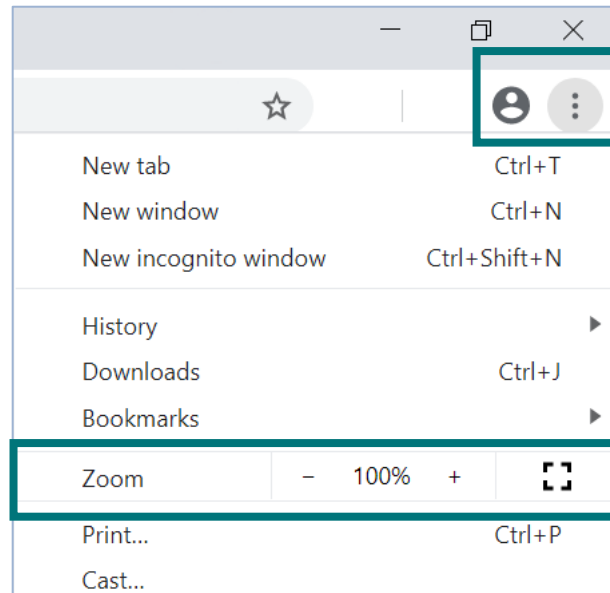 New tab Ctrl+T
New window Ctrl+N
New incognito window Ctrl+Shift+N
History
Downloads Ctrl+J
Bookmarks
Zoom − 100% +
Print... Ctrl+P
Cast...